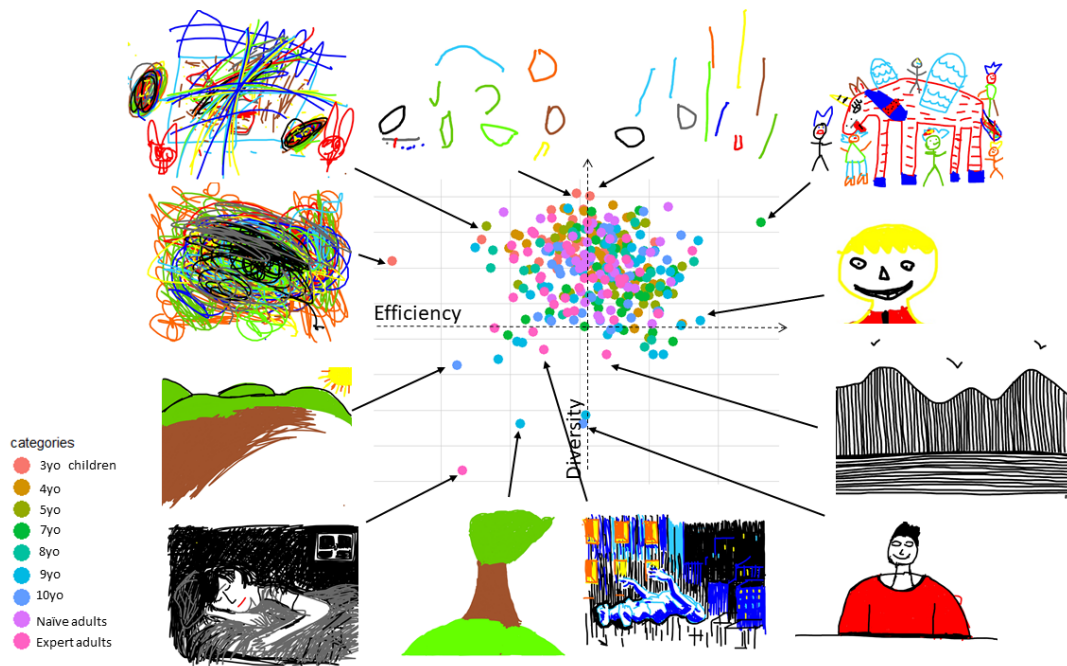 Efficiency
Diversity
categories
3yo children
4yo
5yo
7yo
8yo
9yo
10yo
Naïve adults
Expert adults